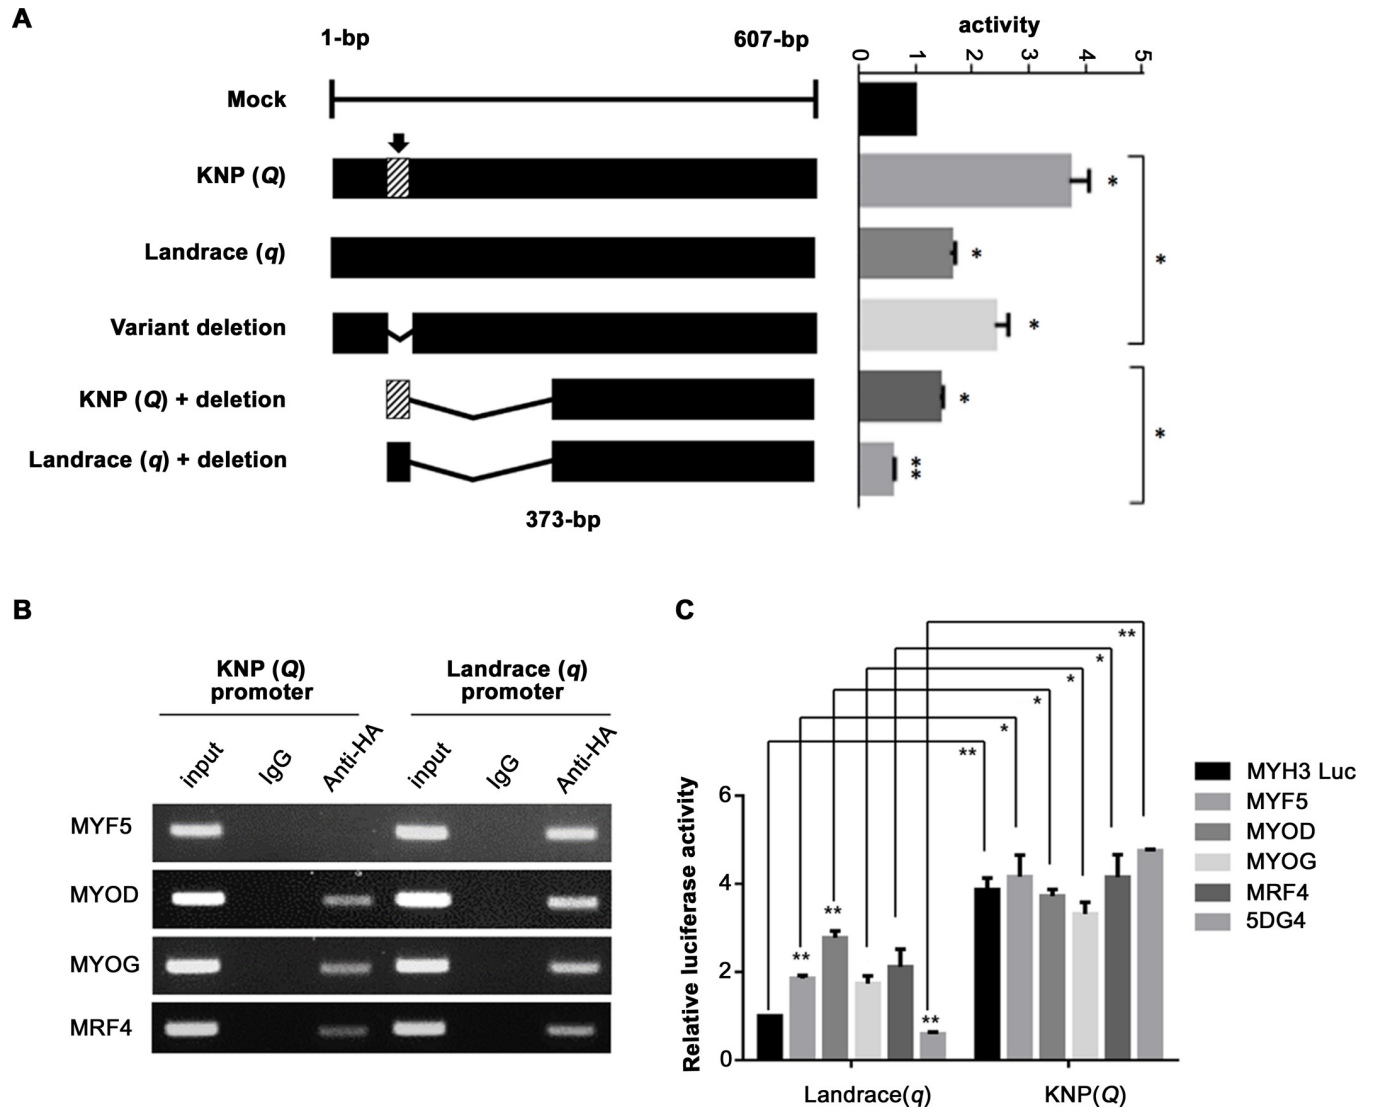 A
activity
1-bp
607-bp
0 1 2 3 4 5
Mock
KNP (Q)
*
Landrace (q)
*
*
Variant deletion
*
KNP (Q) + deletion
*
*
Landrace (q) + deletion
**
373-bp
B
KNP (Q)
promoter
Landrace (q)
promoter
input
IgG
Anti-HA
input
IgG
Anti-HA
MYF5
MYOD
MYOG
MRF4
C
**
*
*
*
*
**
Relative luciferase activity
6
4
2
0
**
**
**
Landrace(q)
KNP(Q)
MYH3 Luc
MYF5
MYOD
MYOG
MRF4
5DG4